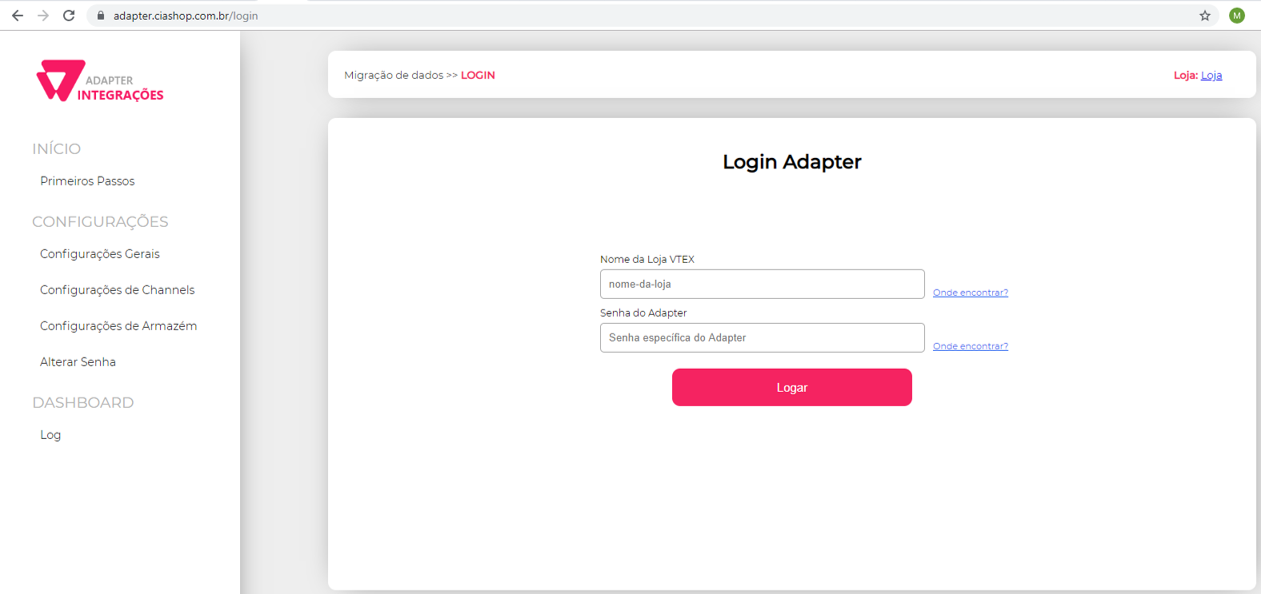 adapter.ciashop.com.br/login
M
ADAPTER
INTEGRAÇÕES
INÍCIO
Primeiros Passos
CONFIGURAÇÕES
Configurações Gerais
Configurações de Channels
Configurações de Armazém
Alterar Senha
DASHBOARD
Log
Migração de dados >> LOGIN
Loja: Loja
Login Adapter
Nome da Loja VTEX
nome-da-loja
Onde encontrar?
Senha do Adapter
Senha específica do Adapter
Onde encontrar?
Logar